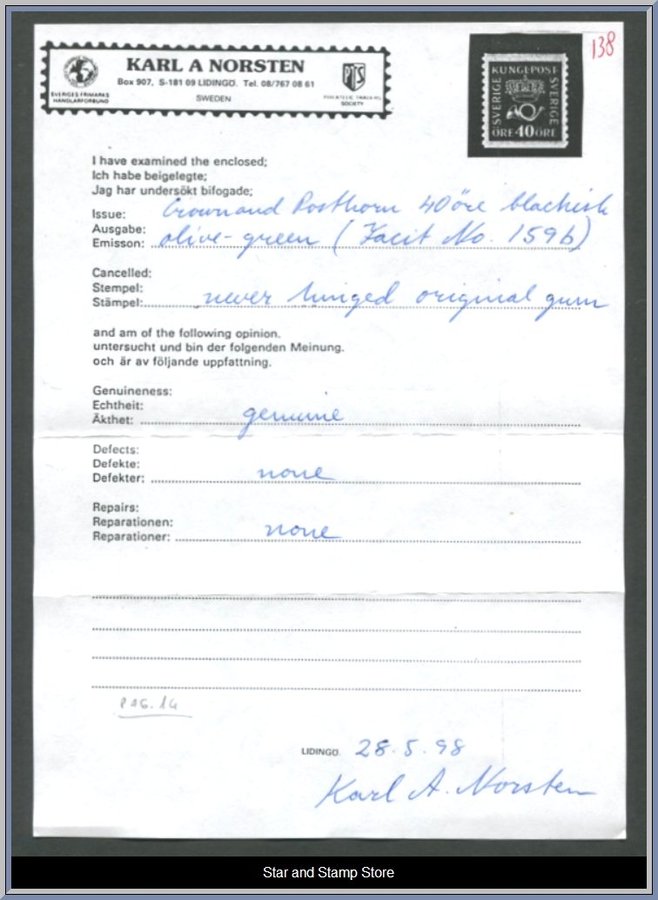 KARL A NORSTEN
Box 907, S-181 09 LIDINGÖ. Tel. 08/767 08 61
SWEDEN
SVERIGES FRIMÄRKS
HANDLARFÖRBUND
PTS
PHILATELIC TRADERS
SOCIETY
138
KUNGL·POST
SVERIGE
SVERIGE
ÖRE 40 ÖRE
I have examined the enclosed;
Ich habe beigelegte;
Jag har undersökt bifogade;
Issue: Crown and Posthorn 40 öre blackish
Ausgabe:
Emisson: olive-green (Facit No. 159b)
Cancelled:
Stempel:
Stämpel: never hinged original gum
and am of the following opinion.
untersucht und bin der folgenden Meinung.
och är av följande uppfattning.
Genuineness:
Echtheit:
Äkthet: genuine
Defects:
Defekte:
Defekter: none
Repairs:
Reparationen:
Reparationer: none
PAG. 14
LIDINGÖ 28.5.98
Karl A. Norsten
Star and Stamp Store